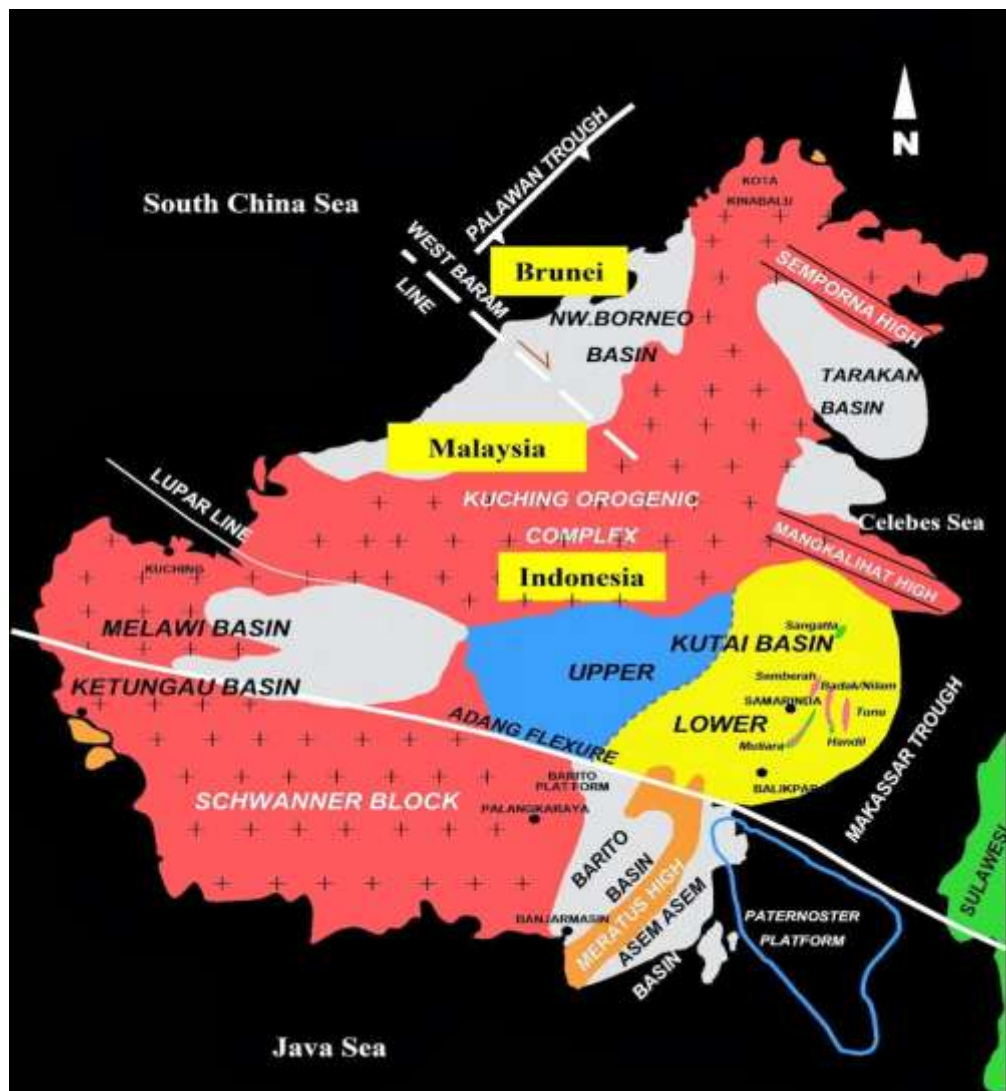 N
PALAWAN TROUGH
South China Sea
KOTA
KINABALU
WEST BARAM
LINE
Brunei
SEMPORNA HIGH
NW.BORNEO
BASIN
TARAKAN
BASIN
Malaysia
LUPAR LINE
KUCHING OROGENIC
COMPLEX
Celebes Sea
MANGKALIHAT HIGH
KUCHING
Indonesia
MELAWI BASIN
Sangatta
KUTAI BASIN
UPPER
KETUNGAU BASIN
Semberah
Badak/Nilam
SAMARINDA
Tunu
LOWER
Mutiara
Handil
ADANG FLEXURE
MAKASSAR TROUGH
BARITO
PLATFORM
BALIKPAP
SCHWANNER BLOCK
PALANGKARAYA
SULAWESI
BARITO
BASIN
MERATUS HIGH
ASEM ASEM
BASIN
BANJARMASIN
PATERNOSTER
PLATFORM
Java Sea